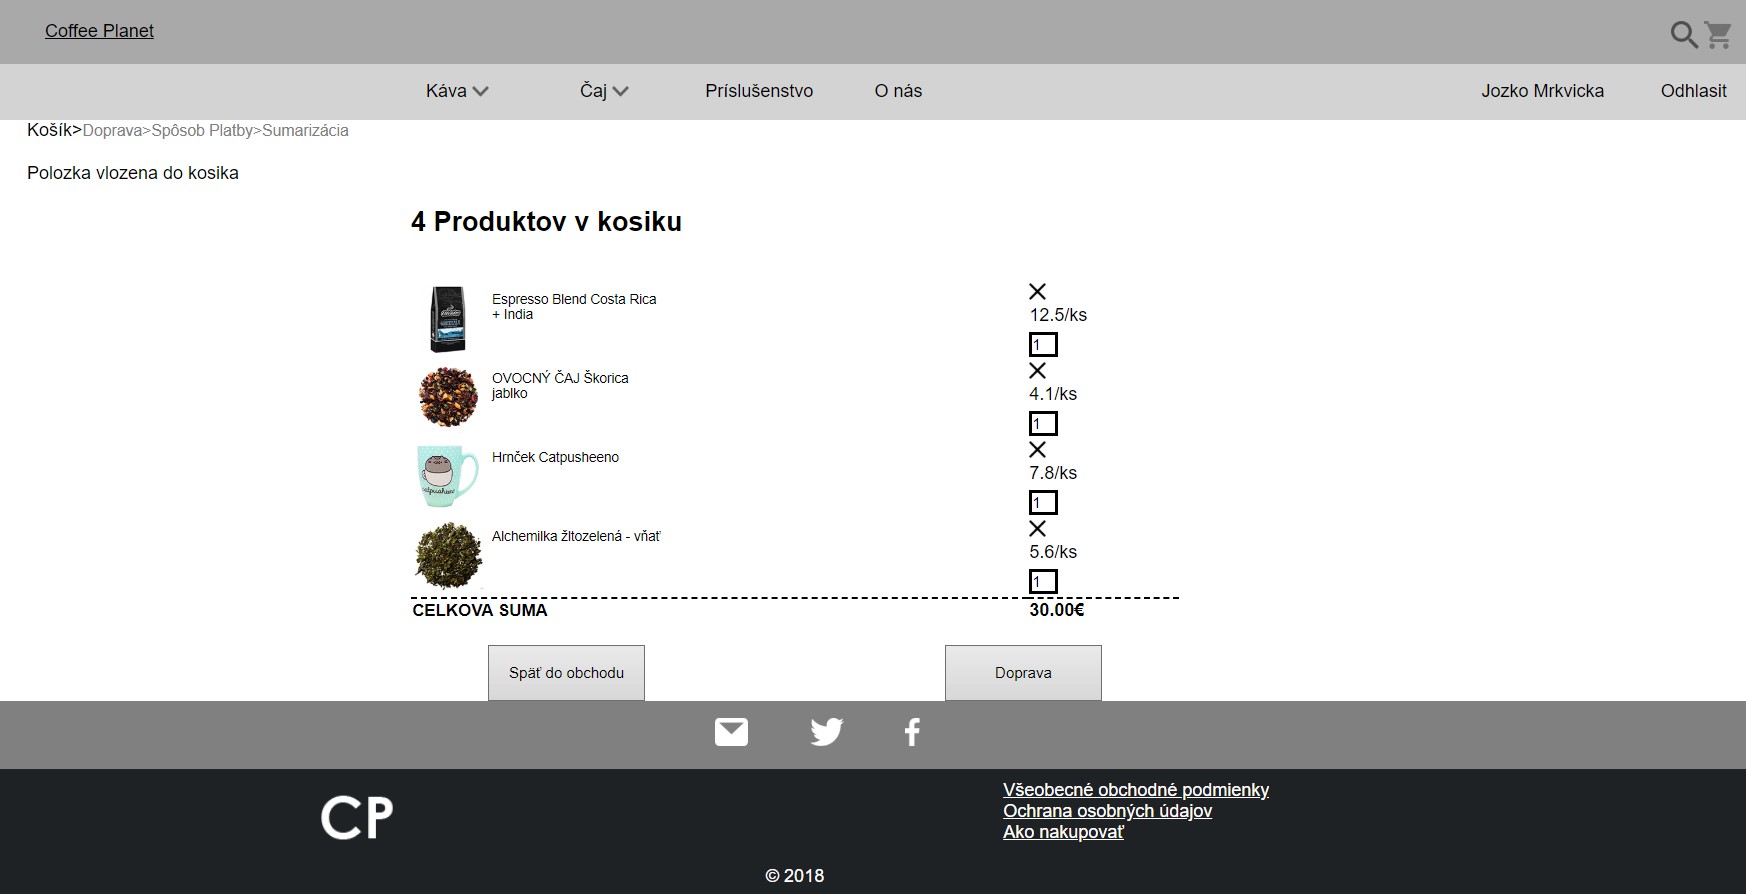 Coffee Planet
Káva Čaj Príslušenstvo O nás Jozko Mrkvicka Odhlasit
Košík>Doprava>Spôsob Platby>Sumarizácia
Polozka vlozena do kosika
4 Produktov v kosiku
Espresso Blend Costa Rica
+ India
12.5/ks
1
OVOCNÝ ČAJ Škorica
jablko
4.1/ks
1
Hrnček Catpusheeno
7.8/ks
1
Alchemilka žltozelená - vňať
5.6/ks
1
CELKOVA SUMA 30.00€
Späť do obchodu Doprava
CP
Všeobecné obchodné podmienky
Ochrana osobných údajov
Ako nakupovať
© 2018